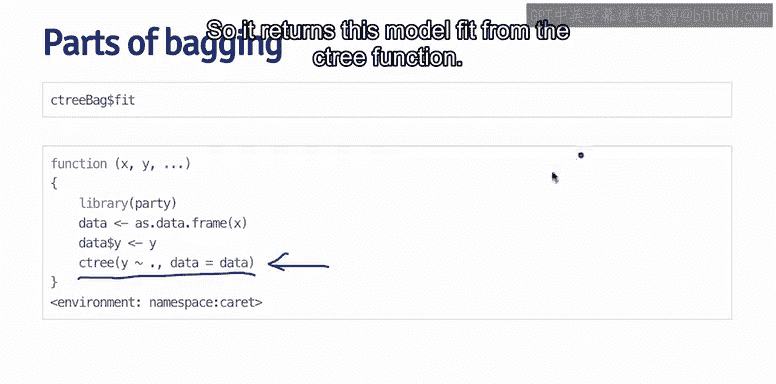 So it returns this model fit from the
ctree function.
Parts of bagging
ctreeBag$fit
function (x, y, ...)
{
    library(party)
    data <- as.data.frame(x)
    data$y <- y
    ctree(y ~ ., data = data)
}
<environment: namespace:caret>